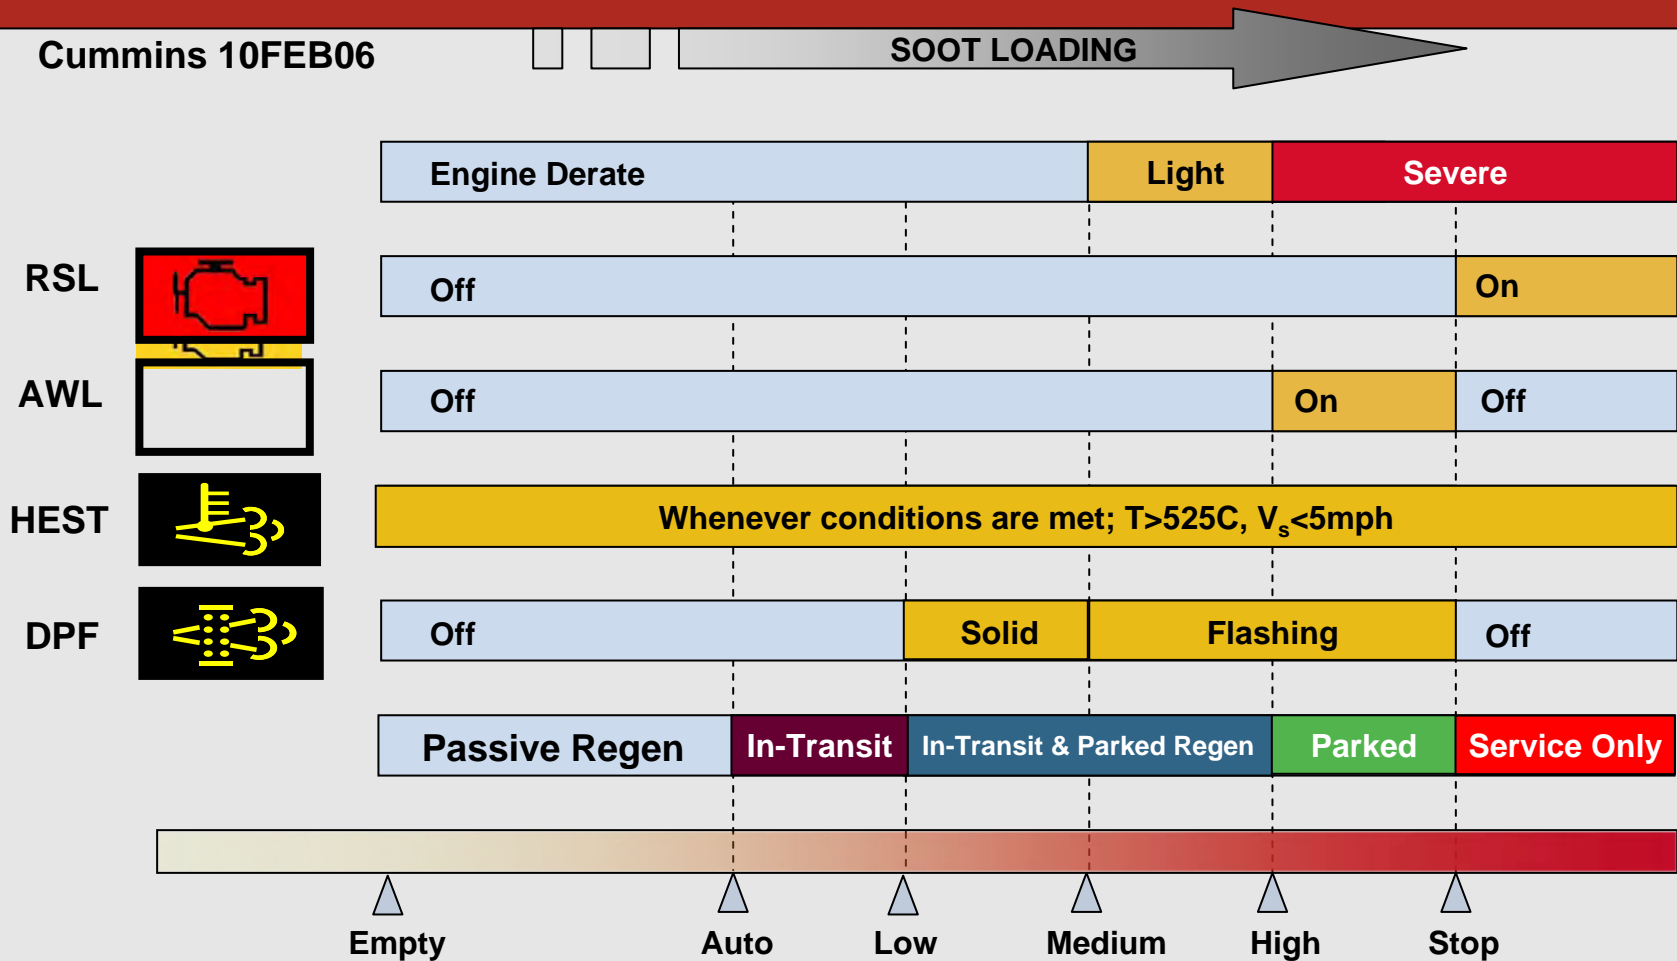 Cummins 10FEB06
SOOT LOADING
Engine Derate Light Severe
RSL Off On
AWL Off On Off
HEST Whenever conditions are met; T>525C, Vs<5mph
DPF Off Solid Flashing Off
Passive Regen In-Transit In-Transit & Parked Regen Parked Service Only
Empty Auto Low Medium High Stop